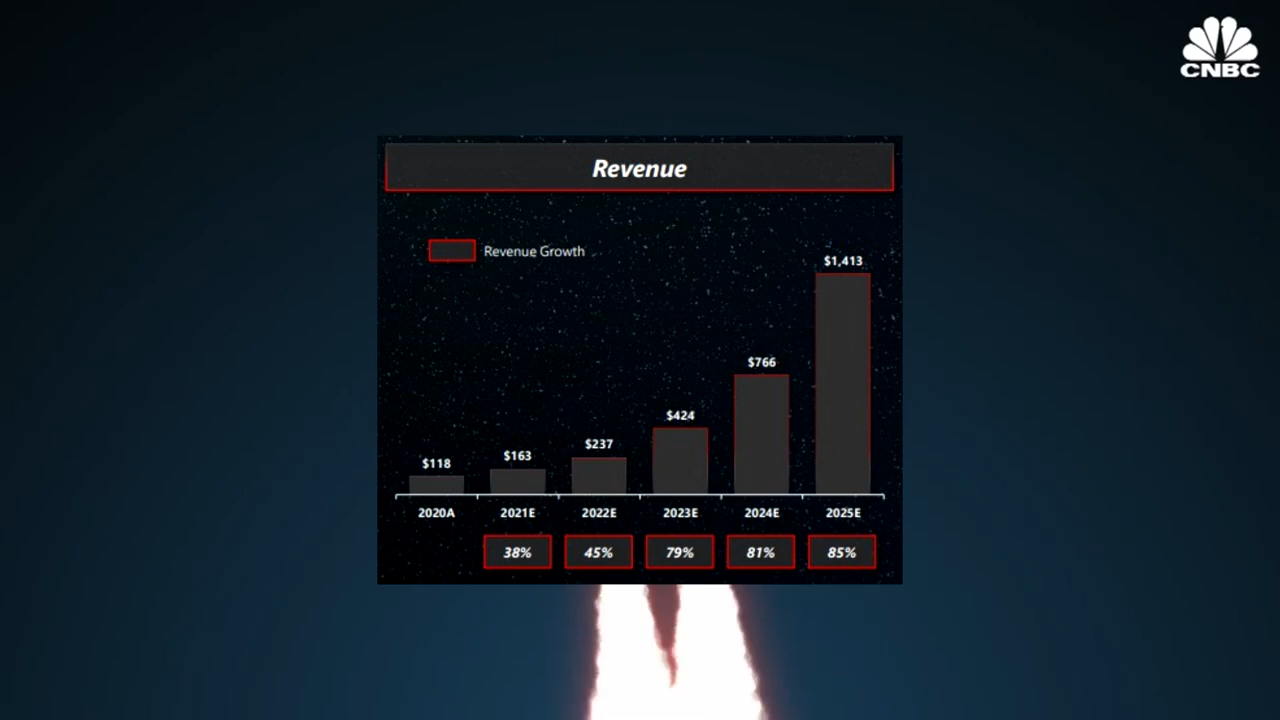 CNBC
Revenue
Revenue Growth
$1,413
$766
$424
$237
$163
$118
2020A 2021E 2022E 2023E 2024E 2025E
38% 45% 79% 81% 85%